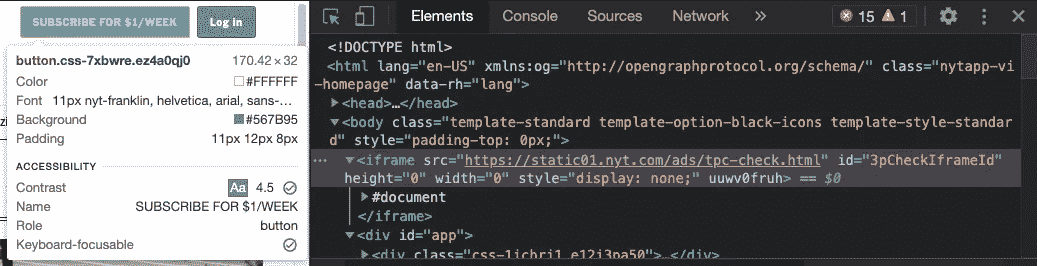 SUBSCRIBE FOR $1/WEEK
Log in
button.css-7xbwre.ez4a0qj0 170.42 × 32
Color #FFFFFF
Font 11px nyt-franklin, helvetica, arial, sans-…
Background #567B95
Padding 11px 12px 8px
ACCESSIBILITY
Contrast Aa 4.5
Name SUBSCRIBE FOR $1/WEEK
Role button
Keyboard-focusable
Elements Console Sources Network » 15 1
<!DOCTYPE html>
<html lang="en-US" xmlns:og="http://opengraphprotocol.org/schema/" class="nytapp-vi
-homepage" data-rh="lang">
<head>…</head>
<body class="template-standard template-option-black-icons template-style-standar
d" style="padding-top: 0px;">
<iframe src="https://static01.nyt.com/ads/tpc-check.html" id="3pCheckIframeId"
height="0" width="0" style="display: none;" uuwv0fruh> == $0
#document
</iframe>
<div id="app">
<div class="css-1ichrj1 e12j3pa50">…</div>